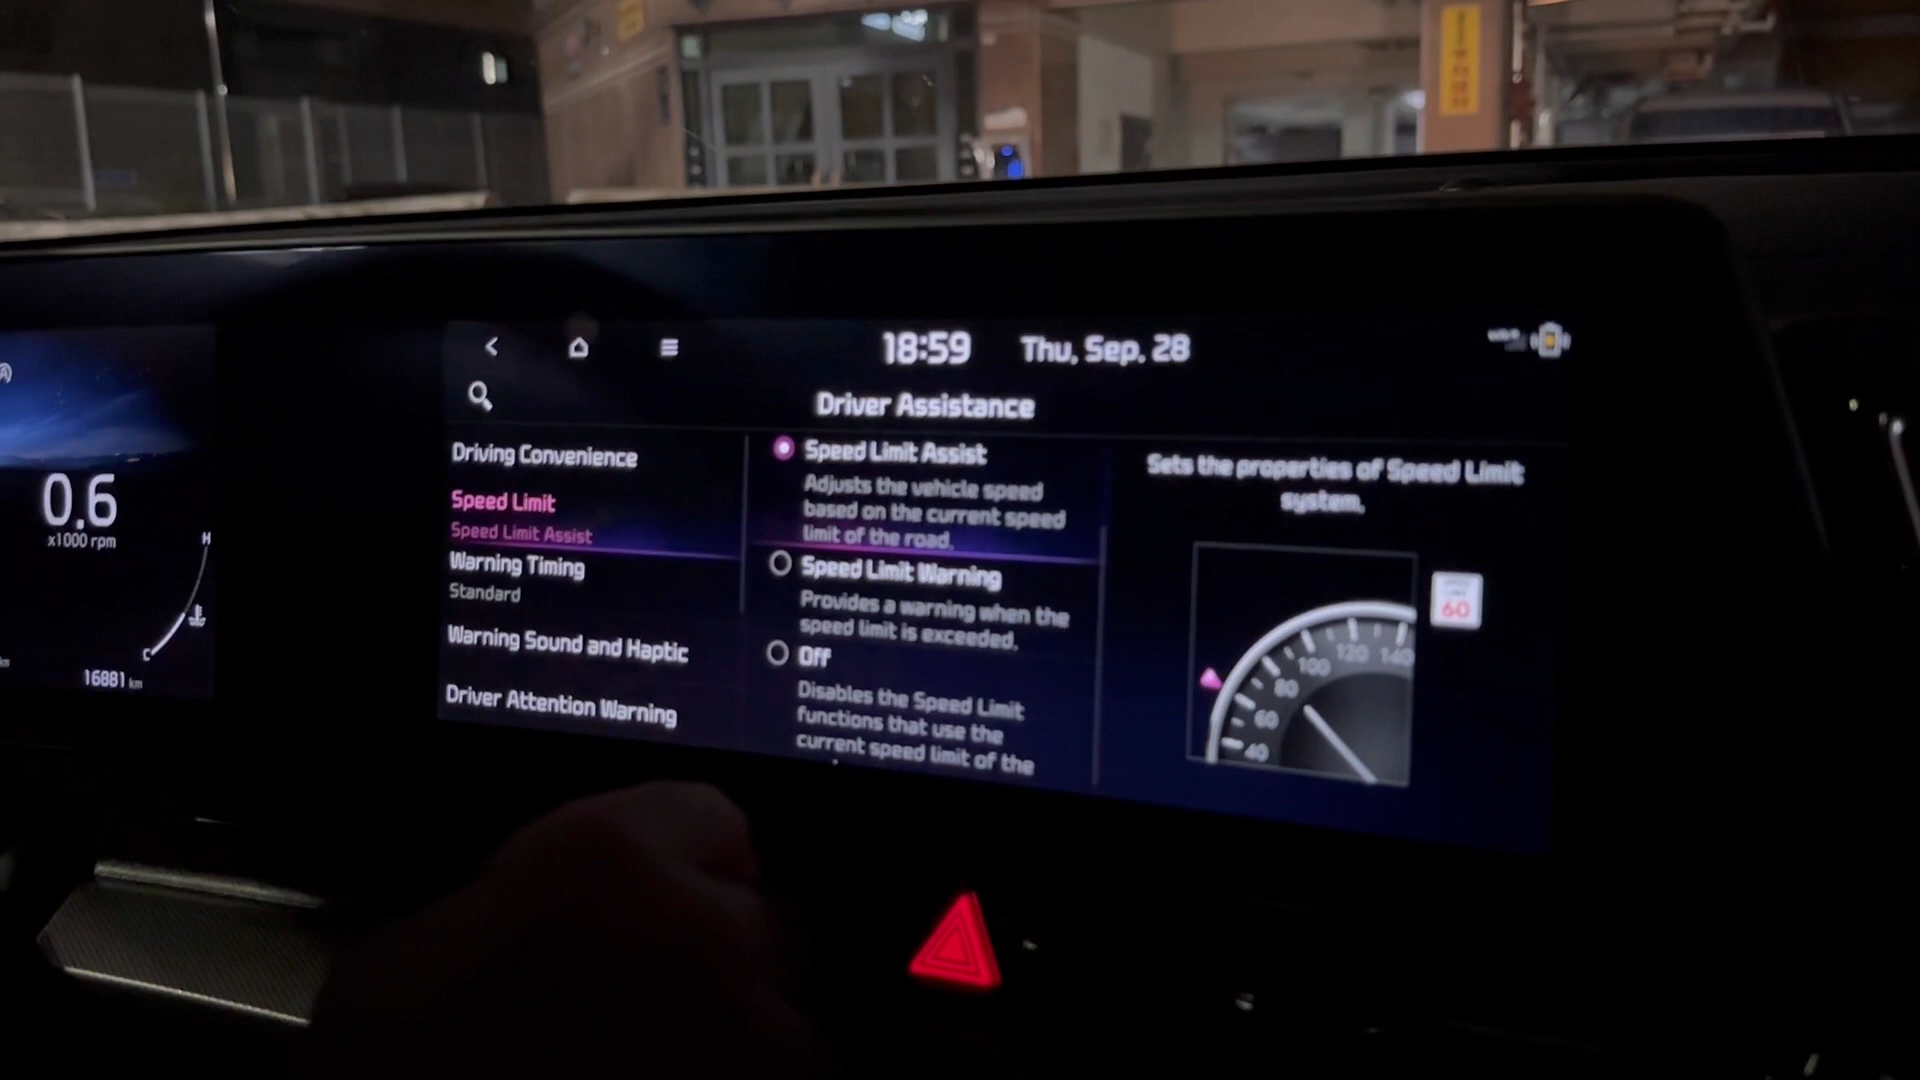 18:59 Thu, Sep. 28
Driver Assistance
Driving Convenience
Speed Limit
Speed Limit Assist
Warning Timing
Standard
Warning Sound and Haptic
Driver Attention Warning
Speed Limit Assist
Adjusts the vehicle speed
based on the current speed
limit of the road.
Speed Limit Warning
Provides a warning when the
speed limit is exceeded.
Off
Disables the Speed Limit
functions that use the
current speed limit of the
Sets the properties of Speed Limit
system.
60
140
120
100
80
60
40
0.6
x1000 rpm
H
C
16881 km
km